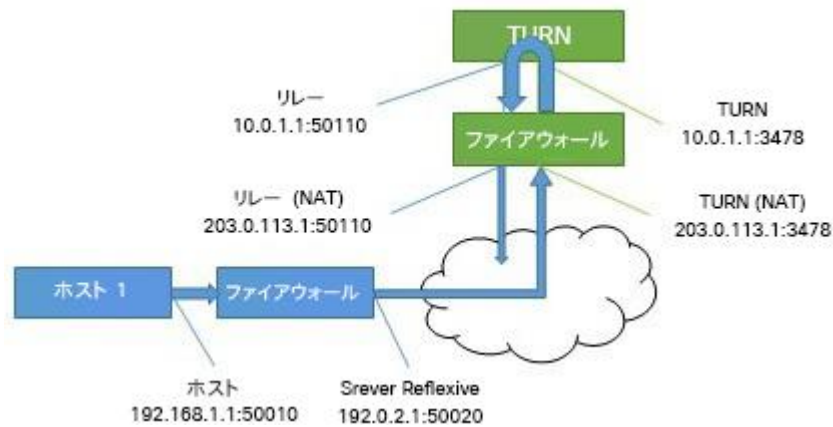 TURN
リレー
10.0.1.1:50110
TURN
10.0.1.1:3478
ファイアウォール
リレー (NAT)
203.0.113.1:50110
TURN (NAT)
203.0.113.1:3478
ホスト 1
ファイアウォール
ホスト
192.168.1.1:50010
Srever Reflexive
192.0.2.1:50020